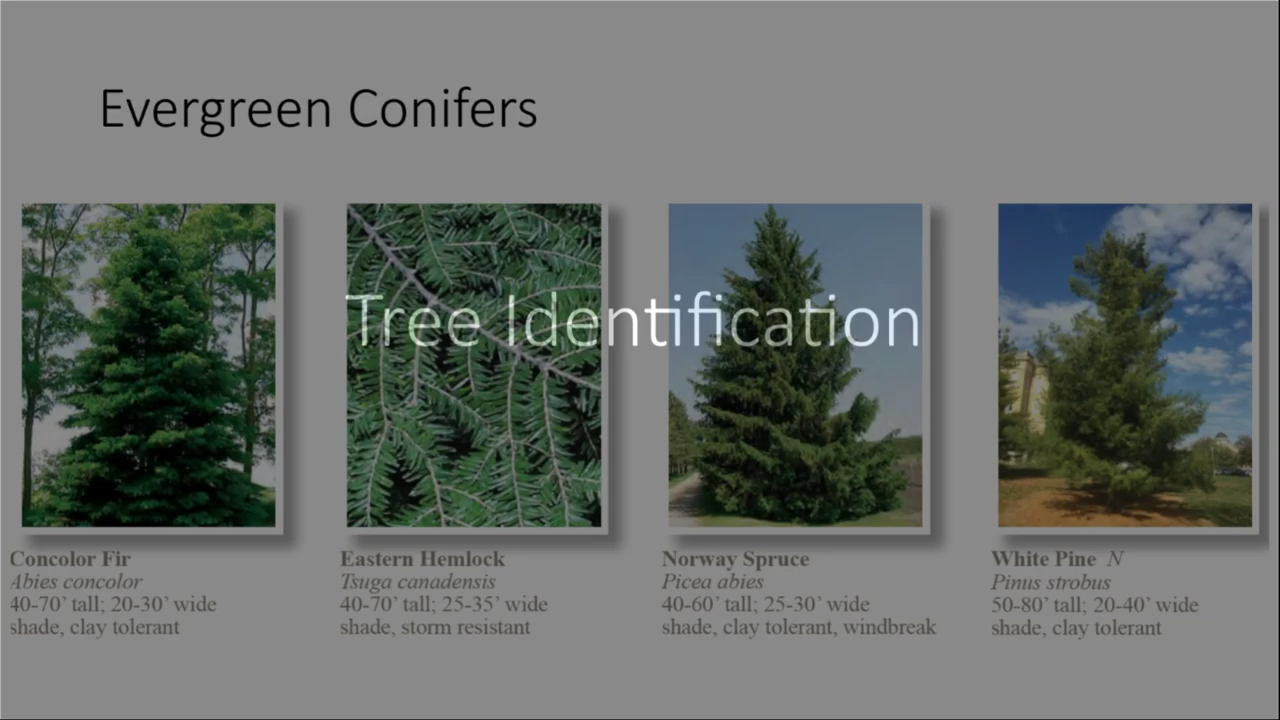 Evergreen Conifers
Tree Identification
Concolor Fir
Abies concolor
40-70’ tall; 20-30’ wide
shade, clay tolerant
Eastern Hemlock
Tsuga canadensis
40-70’ tall; 25-35’ wide
shade, storm resistant
Norway Spruce
Picea abies
40-60’ tall; 25-30’ wide
shade, clay tolerant, windbreak
White Pine N
Pinus strobus
50-80’ tall; 20-40’ wide
shade, clay tolerant